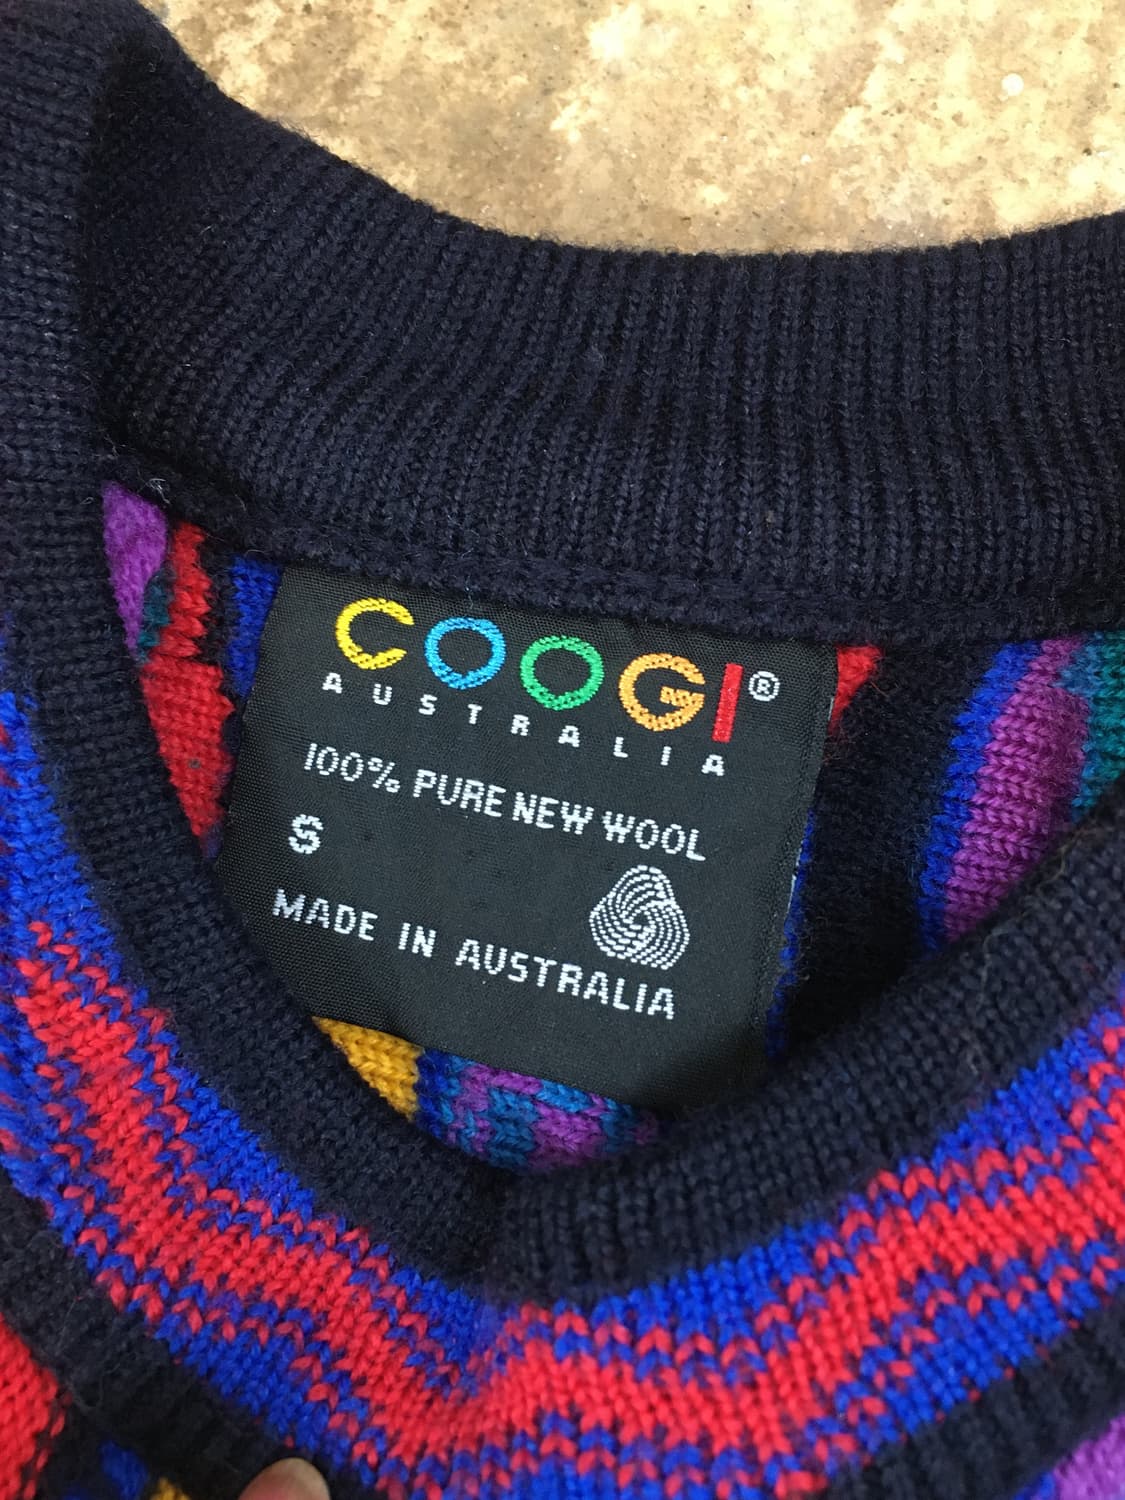 COOGI®
AUSTRALIA
100% PURE NEW WOOL
S
MADE IN AUSTRALIA